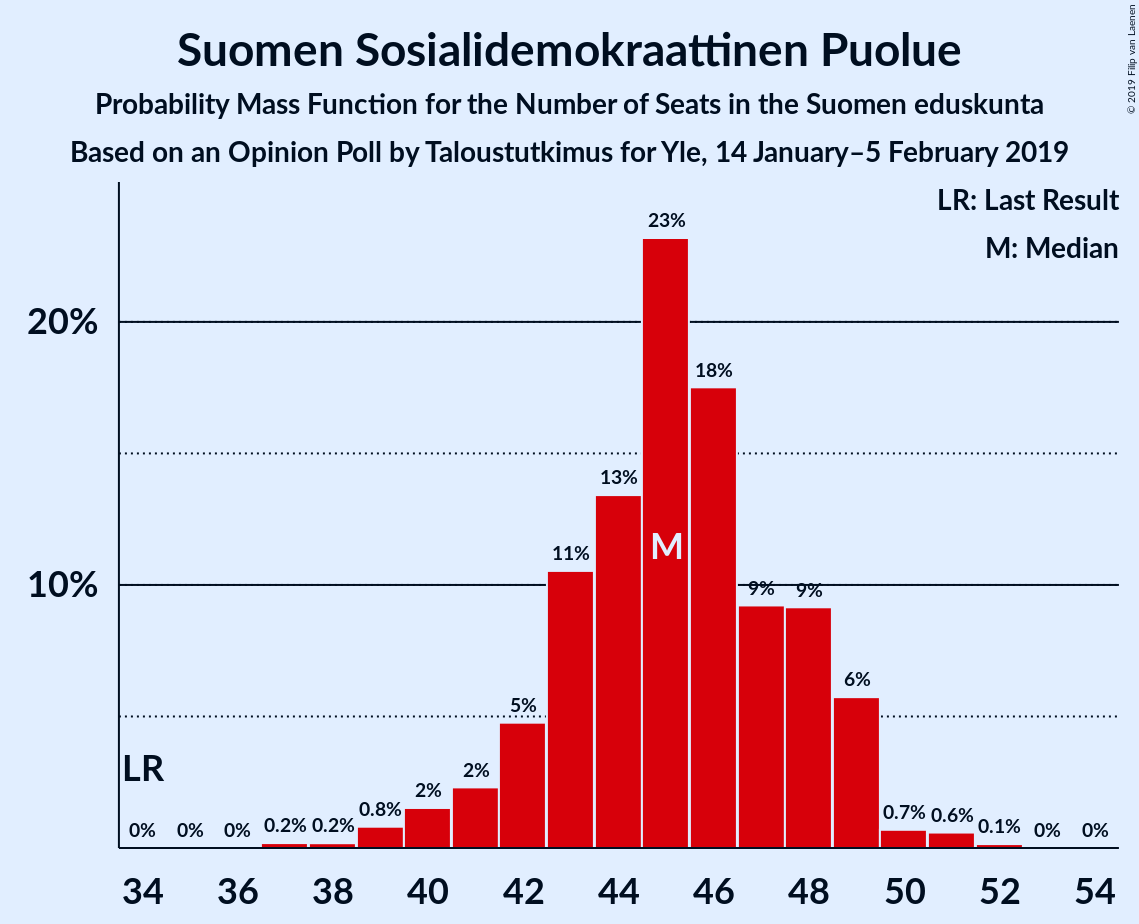 Suomen Sosialidemokraattinen Puolue
Probability Mass Function for the Number of Seats in the Suomen eduskunta
Based on an Opinion Poll by Taloustutkimus for Yle, 14 January–5 February 2019
© 2019 Filip van Laenen
LR: Last Result
M: Median
23%
20%
18%
13%
M
11%
10%
9% 9%
6%
5%
LR
2%
2%
0% 0% 0% 0.2% 0.2% 0.8% 0.7% 0.6% 0.1% 0% 0%
34 36 38 40 42 44 46 48 50 52 54